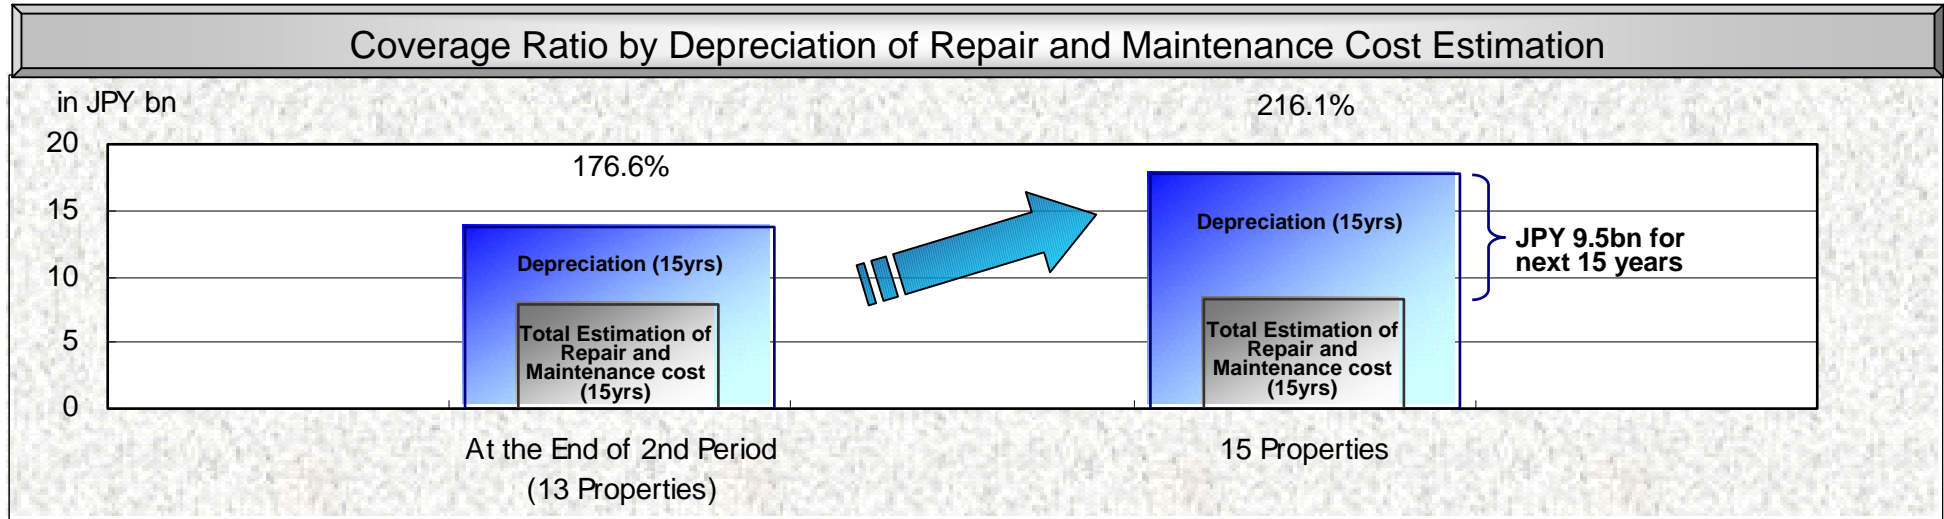 Coverage Ratio by Depreciation of Repair and Maintenance Cost Estimation
in JPY bn
216.1%
20
176.6%
15
Depreciation (15yrs)
JPY 9.5bn for
next 15 years
Depreciation (15yrs)
10
Total Estimation of
Repair and
Maintenance cost
(15yrs)
Total Estimation of
Repair and
Maintenance cost
(15yrs)
5
0
At the End of 2nd Period
(13 Properties)
15 Properties